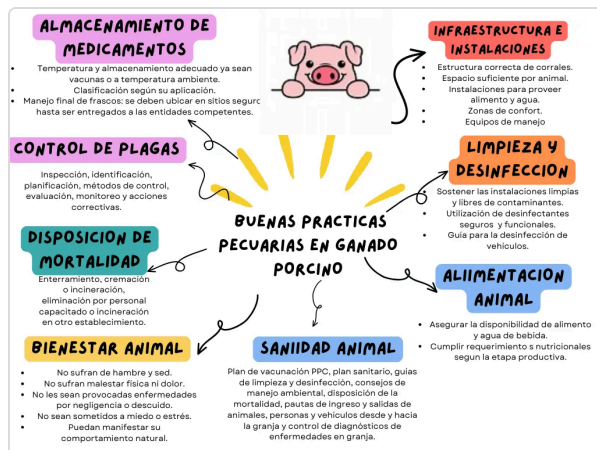 ALMACENAMIENTO DE
MEDICAMENTOS
Temperatura y almacenamiento adecuado ya sean
vacunas o a temperatura ambiente.
Clasificación según su aplicación.
Manejo final de frascos: se deben ubicar en sitios seguro
hasta ser entregados a las entidades competentes.
INFRAESTRUCTURA E
INSTALACIONES
Estructura correcta de corrales.
Espacio suficiente por animal.
Instalaciones para proveer
alimento y agua.
Zonas de confort.
Equipos de manejo
CONTROL DE PLAGAS
Inspección, identificación,
planificación, métodos de control,
evaluación, monitoreo y acciones
correctivas.
LIMPIEZA Y
DESINFECCION
Sostener las instalaciones limpias
y libres de contaminantes.
Utilización de desinfectantes
seguros y funcionales.
Guía para la desinfección de
vehículos.
BUENAS PRACTICAS
PECUARIAS EN GANADO
PORCINO
DISPOSICION DE
MORTALIDAD
Enterramiento, cremación
o incineración,
eliminación por personal
capacitado o incineración
en otro establecimiento.
ALIIMENTACION
ANIMAL
Asegurar la disponibilidad de alimento
y agua de bebida.
Cumplir requerimiento s nutricionales
segun la etapa productiva.
BIENESTAR ANIMAL
No sufran de hambre y sed.
No sufran malestar física ni dolor.
No les sean provocadas enfermedades
por negligencia o descuido.
No sean sometidos a miedo o estrés.
Puedan manifestar su
comportamiento natural.
SANIIDAD ANIMAL
Plan de vacunación PPC, plan sanitario, guías
de limpieza y desinfección, consejos de
manejo ambiental, disposición de la
mortalidad, pautas de ingreso y salidas de
animales, personas y vehiculos desde y hacia
la granja y control de diagnósticos de
enfermedades en granja.